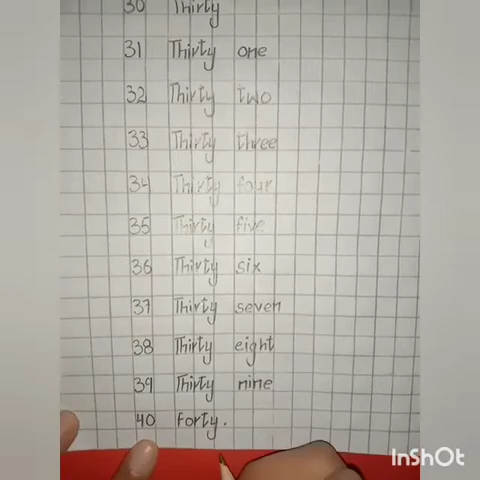 30 Thirty
31 Thirty one
32 Thirty two
33 Thirty three
34 Thirty four
35 Thirty five
36 Thirty six
37 Thirty seven
38 Thirty eight
39 Thirty nine
40 forty.
InShOt